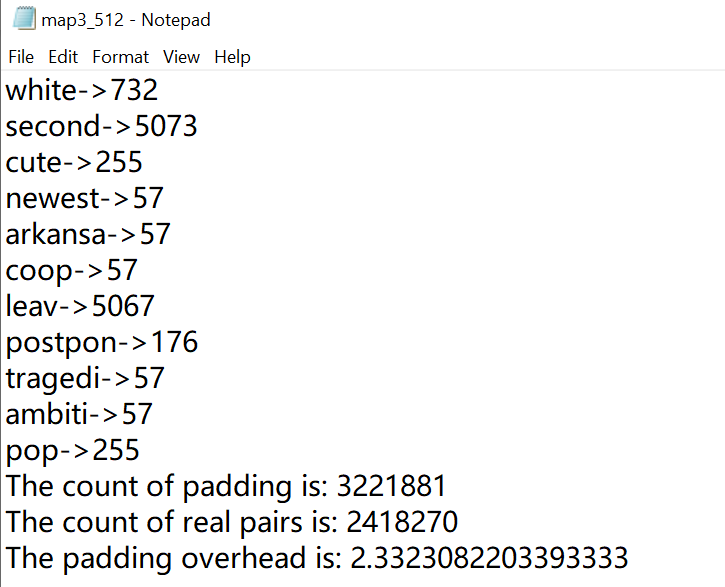 map3_512 - Notepad
File Edit Format View Help
white->732
second->5073
cute->255
newest->57
arkansa->57
coop->57
leav->5067
postpon->176
tragedi->57
ambiti->57
pop->255
The count of padding is: 3221881
The count of real pairs is: 2418270
The padding overhead is: 2.3323082203393333